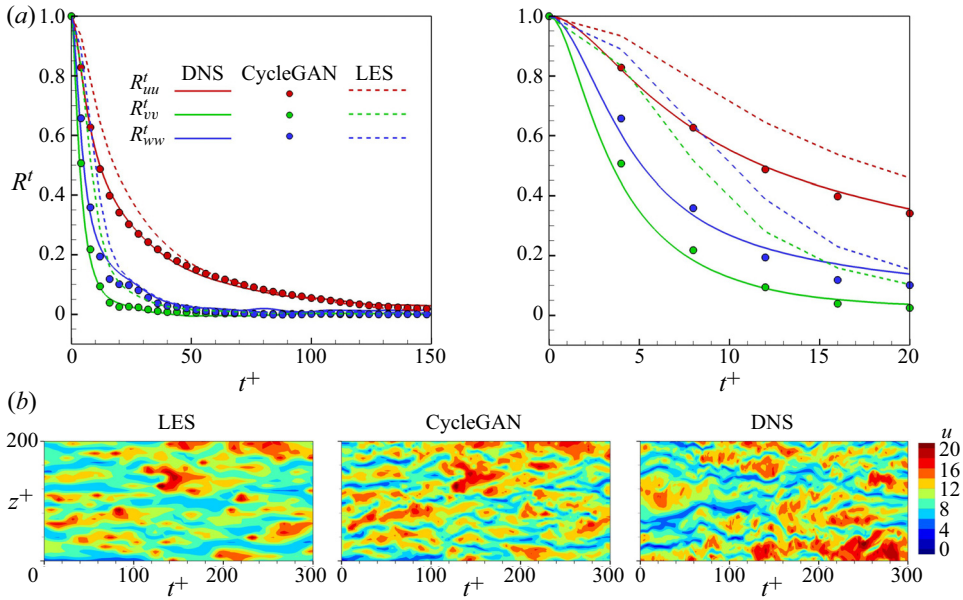 (a)
1.0
0.8
0.6
0.4
0.2
0
R^t
DNS CycleGAN LES
R^t_uu
R^t_vv
R^t_ww
0 50 100 150
t^+
1.0
0.8
0.6
0.4
0.2
0
0 5 10 15 20
t^+
(b)
LES CycleGAN DNS
200
z^+
0
0 100 200 300
t^+
0 100 200 300
t^+
0 100 200 300
t^+
u
20
16
12
8
4
0